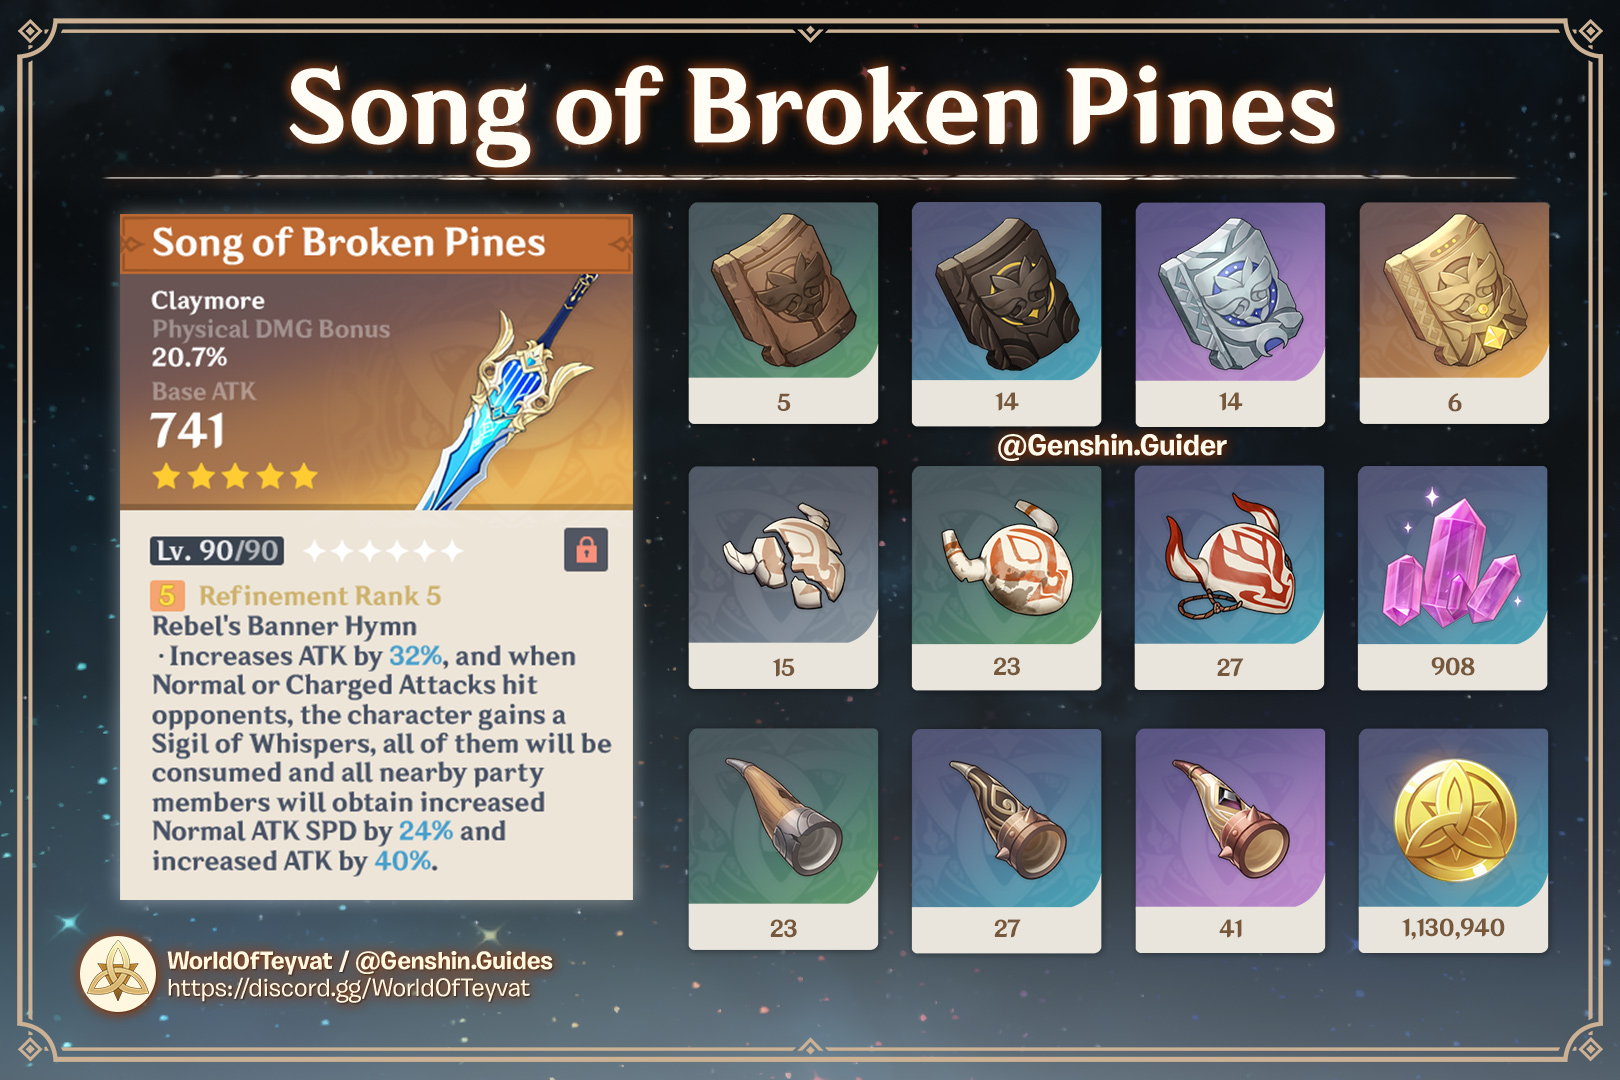 Song of Broken Pines
Song of Broken Pines
Claymore
Physical DMG Bonus
20.7%
Base ATK
741
Lv. 90/90
5 Refinement Rank 5
Rebel's Banner Hymn
·Increases ATK by 32%, and when
Normal or Charged Attacks hit
opponents, the character gains a
Sigil of Whispers, all of them will be
consumed and all nearby party
members will obtain increased
Normal ATK SPD by 24% and
increased ATK by 40%.
5
14
14
6
@Genshin.Guider
15
23
27
908
23
27
41
1,130,940
WorldOfTeyvat / @Genshin.Guides
https://discord.gg/WorldOfTeyvat